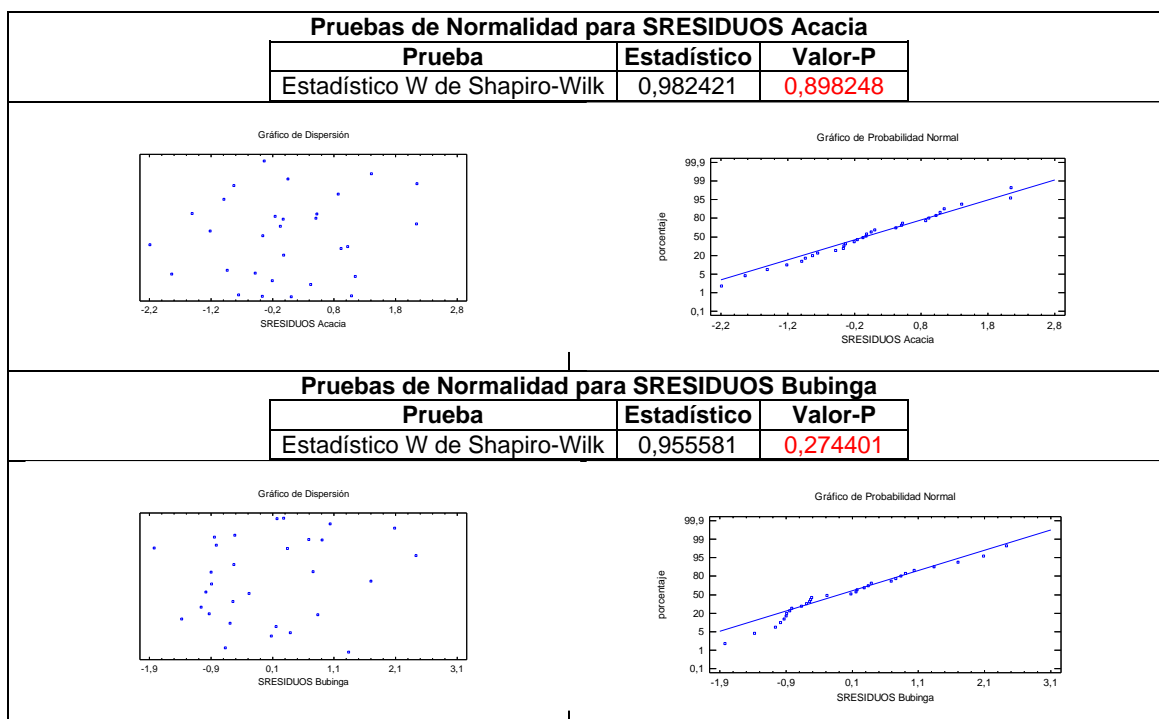 Pruebas de Normalidad para SRESIDUOS Acacia
Prueba Estadístico Valor-P
Estadístico W de Shapiro-Wilk 0,982421 0,898248
Gráfico de Dispersión
-2,2 -1,2 -0,2 0,8 1,8 2,8
SRESIDUOS Acacia
Gráfico de Probabilidad Normal
porcentaje
99,9
99
95
80
50
20
5
1
0,1
-2,2 -1,2 -0,2 0,8 1,8 2,8
SRESIDUOS Acacia
Pruebas de Normalidad para SRESIDUOS Bubinga
Prueba Estadístico Valor-P
Estadístico W de Shapiro-Wilk 0,955581 0,274401
Gráfico de Dispersión
-1,9 -0,9 0,1 1,1 2,1 3,1
SRESIDUOS Bubinga
Gráfico de Probabilidad Normal
porcentaje
99,9
99
95
80
50
20
5
1
0,1
-1,9 -0,9 0,1 1,1 2,1 3,1
SRESIDUOS Bubinga